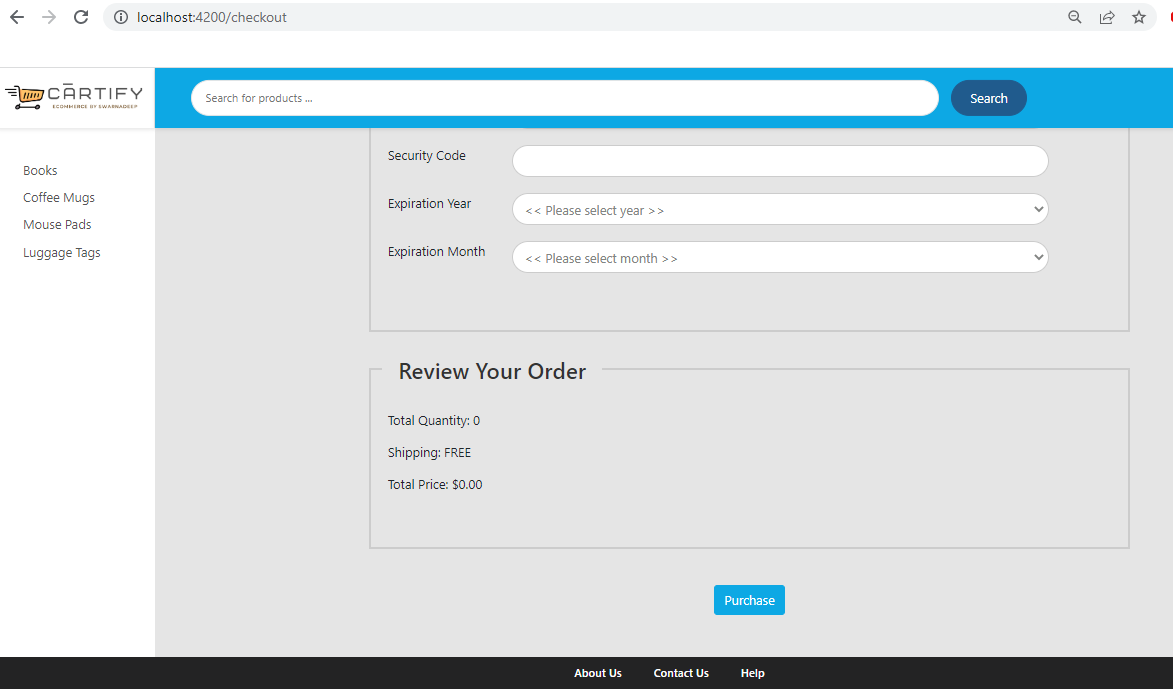 localhost:4200/checkout
CARTIFY
ECOMMERCE BY SWARNADEEP
Search for products ...
Search
Books
Coffee Mugs
Mouse Pads
Luggage Tags
Security Code
Expiration Year
<< Please select year >>
Expiration Month
<< Please select month >>
Review Your Order
Total Quantity: 0
Shipping: FREE
Total Price: $0.00
Purchase
About Us Contact Us Help